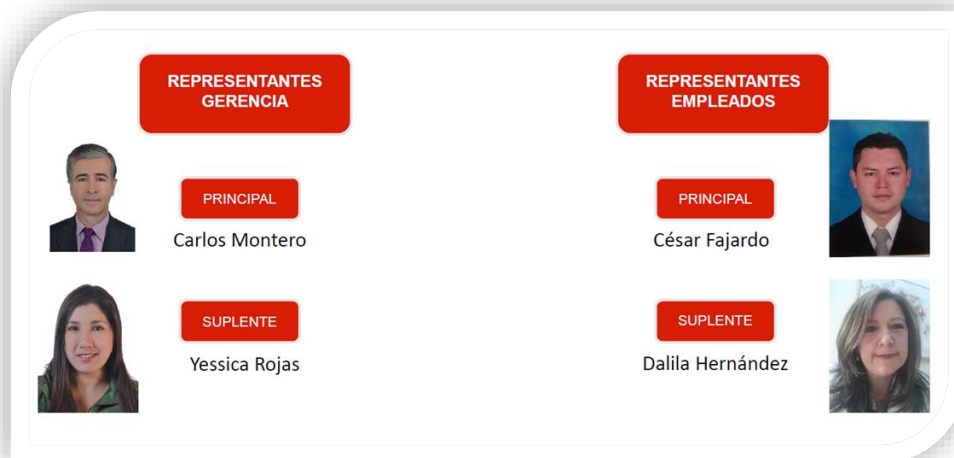 REPRESENTANTES
GERENCIA
PRINCIPAL
Carlos Montero
SUPLENTE
Yessica Rojas
REPRESENTANTES
EMPLEADOS
PRINCIPAL
César Fajardo
SUPLENTE
Dalila Hernández